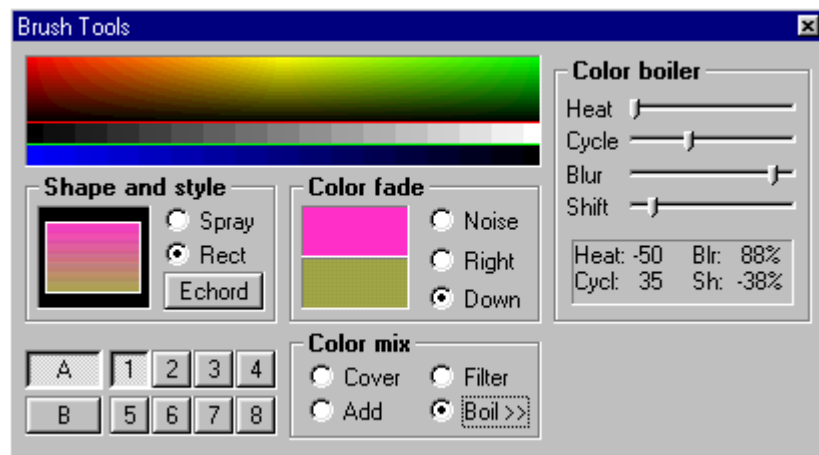 Brush Tools
Color boiler
Heat
Cycle
Blur
Shift
Heat: -50 Blr: 88%
Cycl: 35 Sh: -38%
Shape and style
Spray
Rect
Echord
Color fade
Noise
Right
Down
A 1 2 3 4
B 5 6 7 8
Color mix
Cover Filter
Add Boil >>